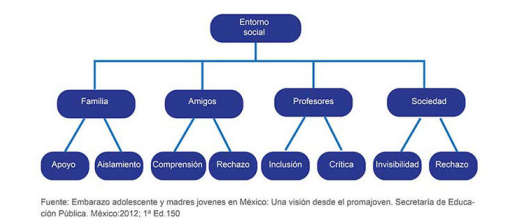 Entorno
social
Familia
Amigos
Profesores
Sociedad
Apoyo
Aislamiento
Comprensión
Rechazo
Inclusión
Critica
Invisibilidad
Rechazo
Fuente: Embarazo adolescente y madres jovenes en México: Una visión desde el promajoven. Secretaría de Educa-
ción Pública. México:2012; 1ª Ed.150